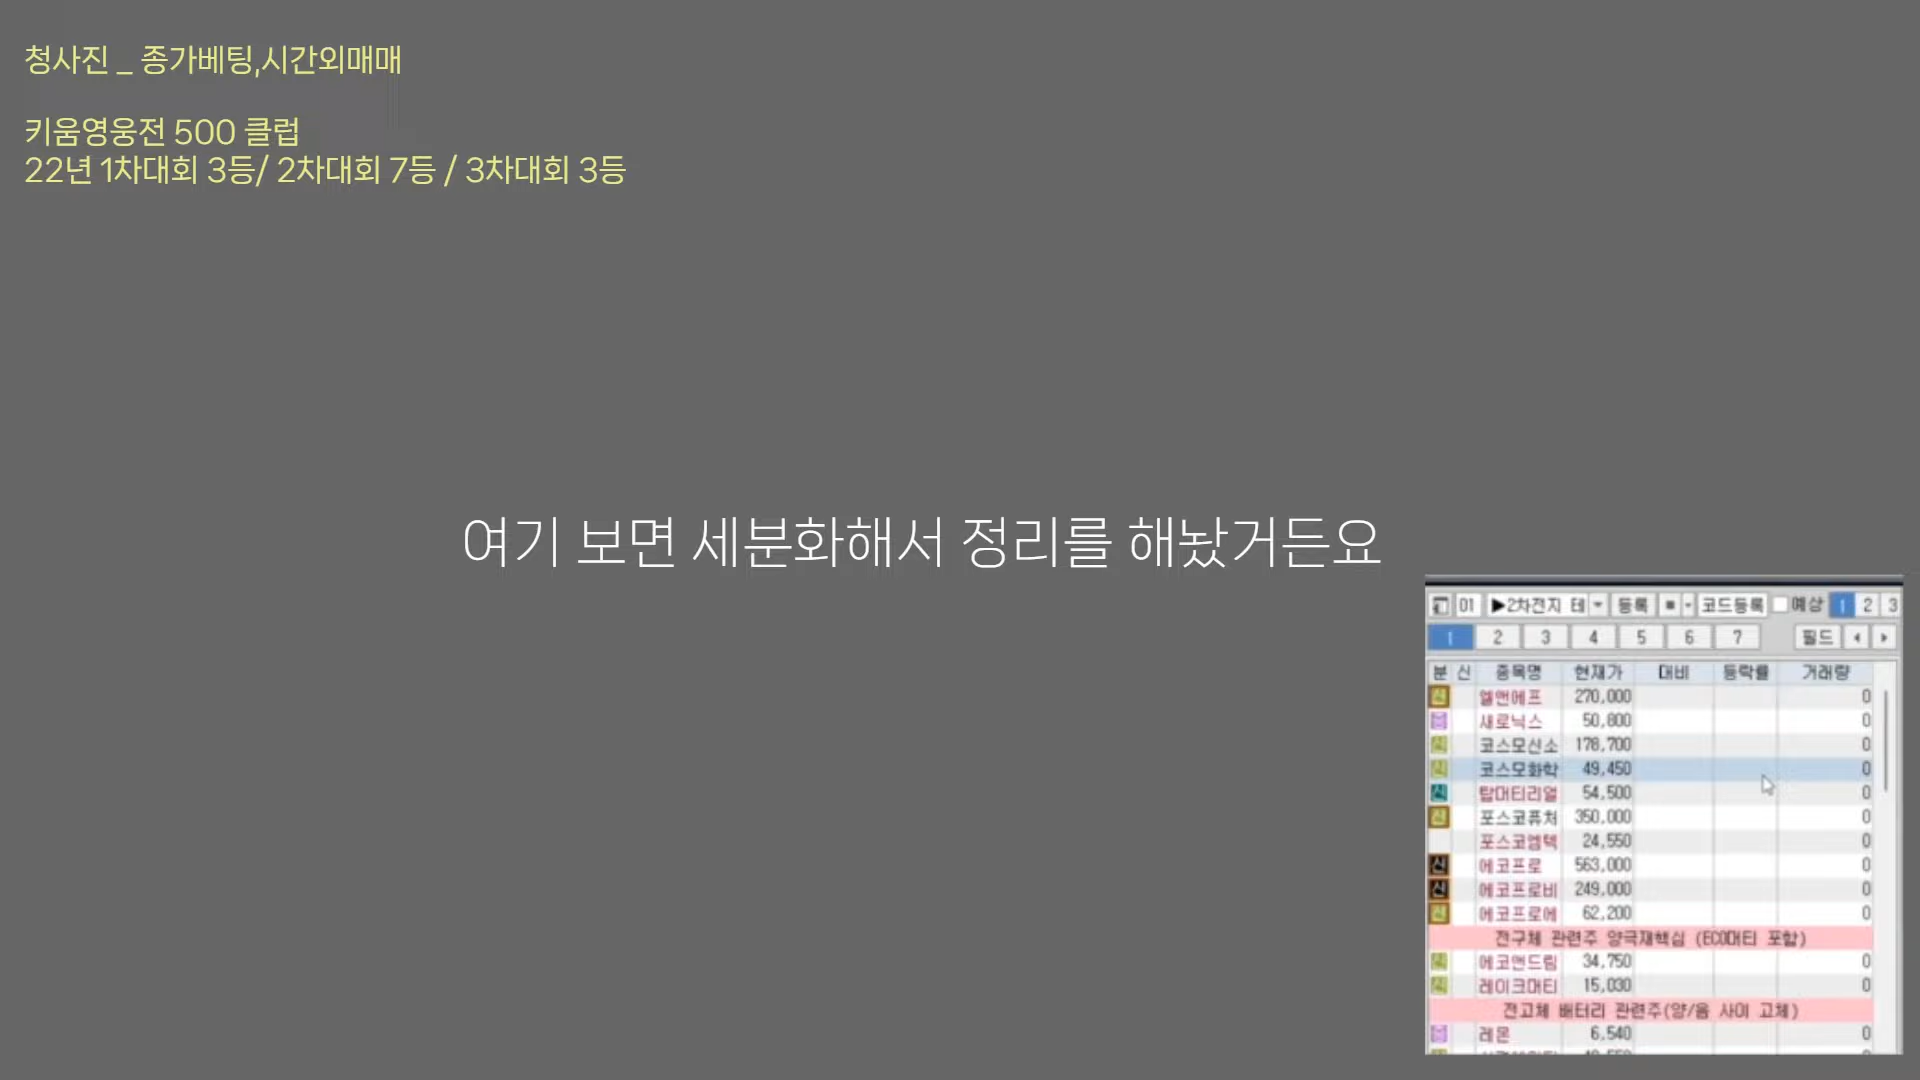 청사진 _ 종가베팅,시간외매매
키움영웅전 500 클럽
22년 1차대회 3등/ 2차대회 7등 / 3차대회 3등
여기 보면 세분화해서 정리를 해놨거든요
01 ▶2차전지 테 등록 ■ 코드등록 예상 1 2 3
1 2 3 4 5 6 7 필드
분 신 종목명 현재가 대비 등락률 거래량
신 엘앤에프 270,000 0
새로닉스 50,800 0
신 코스모신소 178,700 0
신 코스모화학 49,450 0
신 탑머티리얼 54,500 0
신 포스코퓨처 350,000 0
포스코엠텍 24,550 0
신 에코프로 563,000 0
신 에코프로비 249,000 0
신 에코프로에 62,200 0
전구체 관련주 양극재핵심 (ECO머티 포함)
신 에코앤드림 34,750 0
신 레이크머티 15,030 0
전고체 배터리 관련주(양/음 사이 고체)
레몬 6,540 0